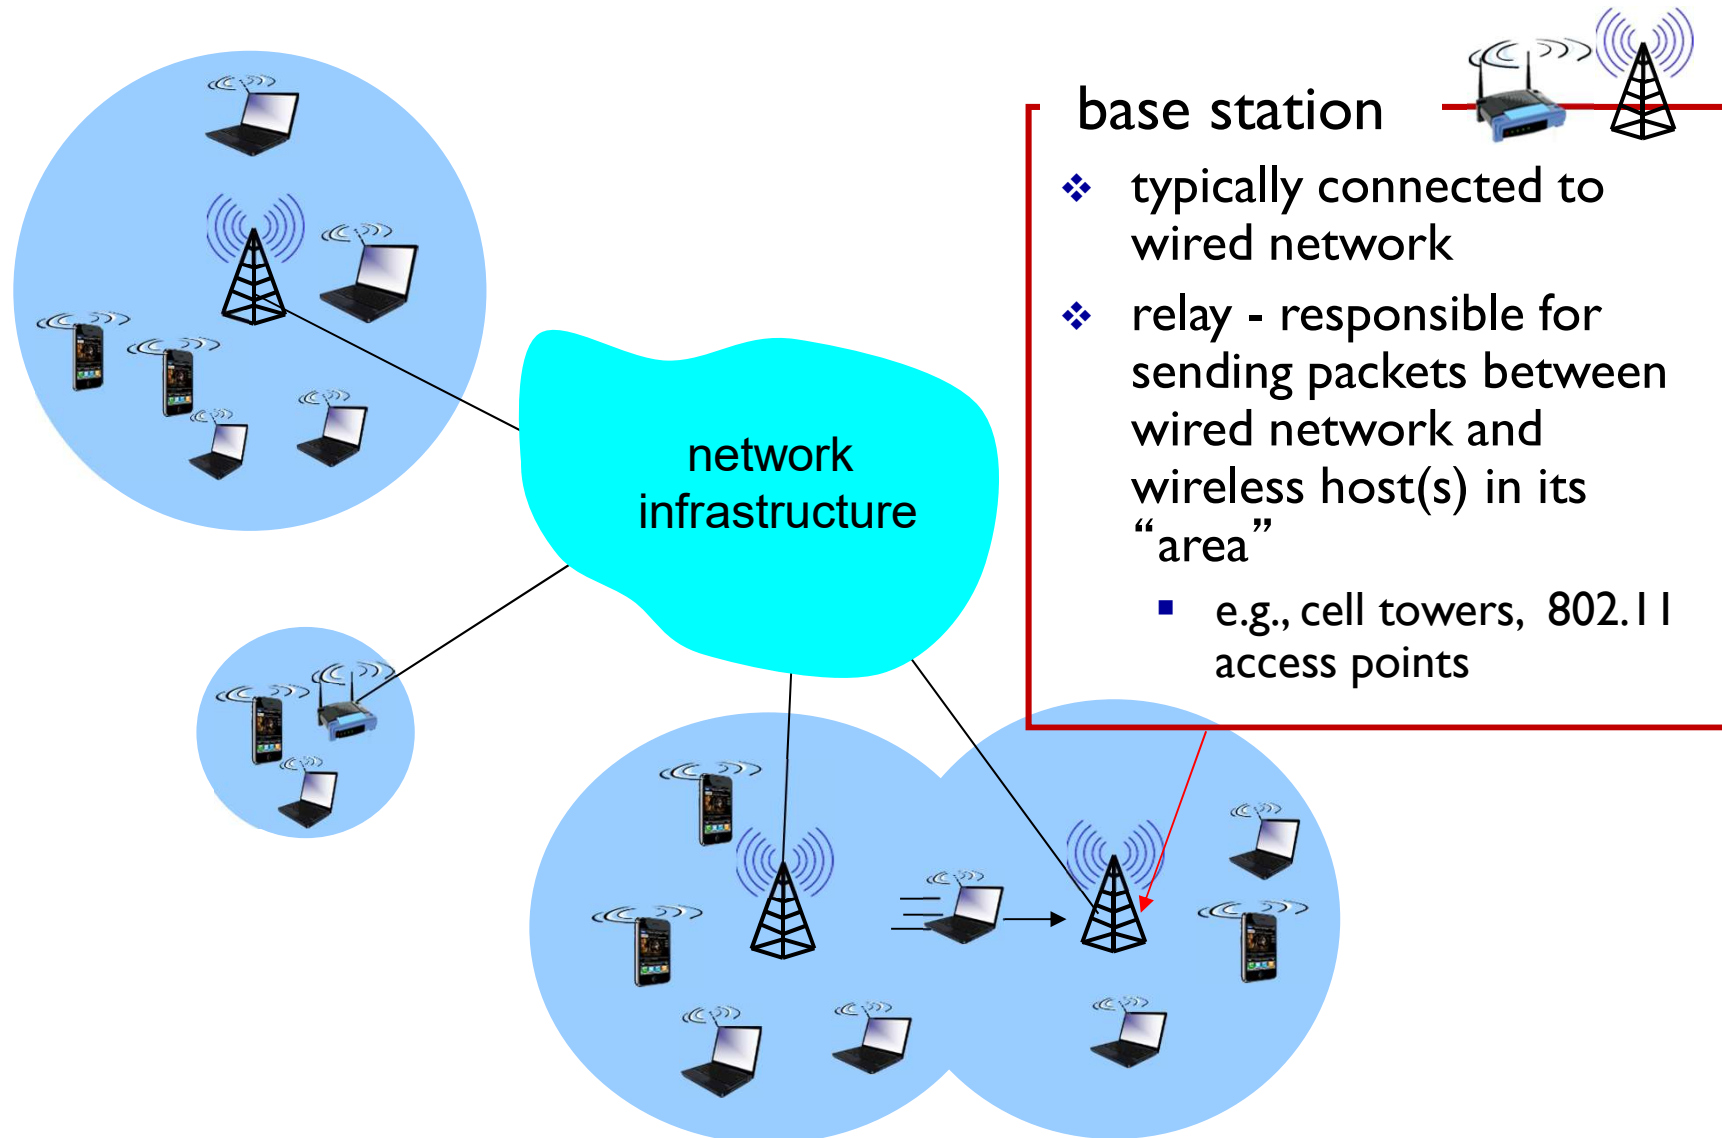 base station
❖ typically connected to
wired network
❖ relay - responsible for
sending packets between
wired network and
wireless host(s) in its
“area”
▪ e.g., cell towers, 802.11
access points
network
infrastructure